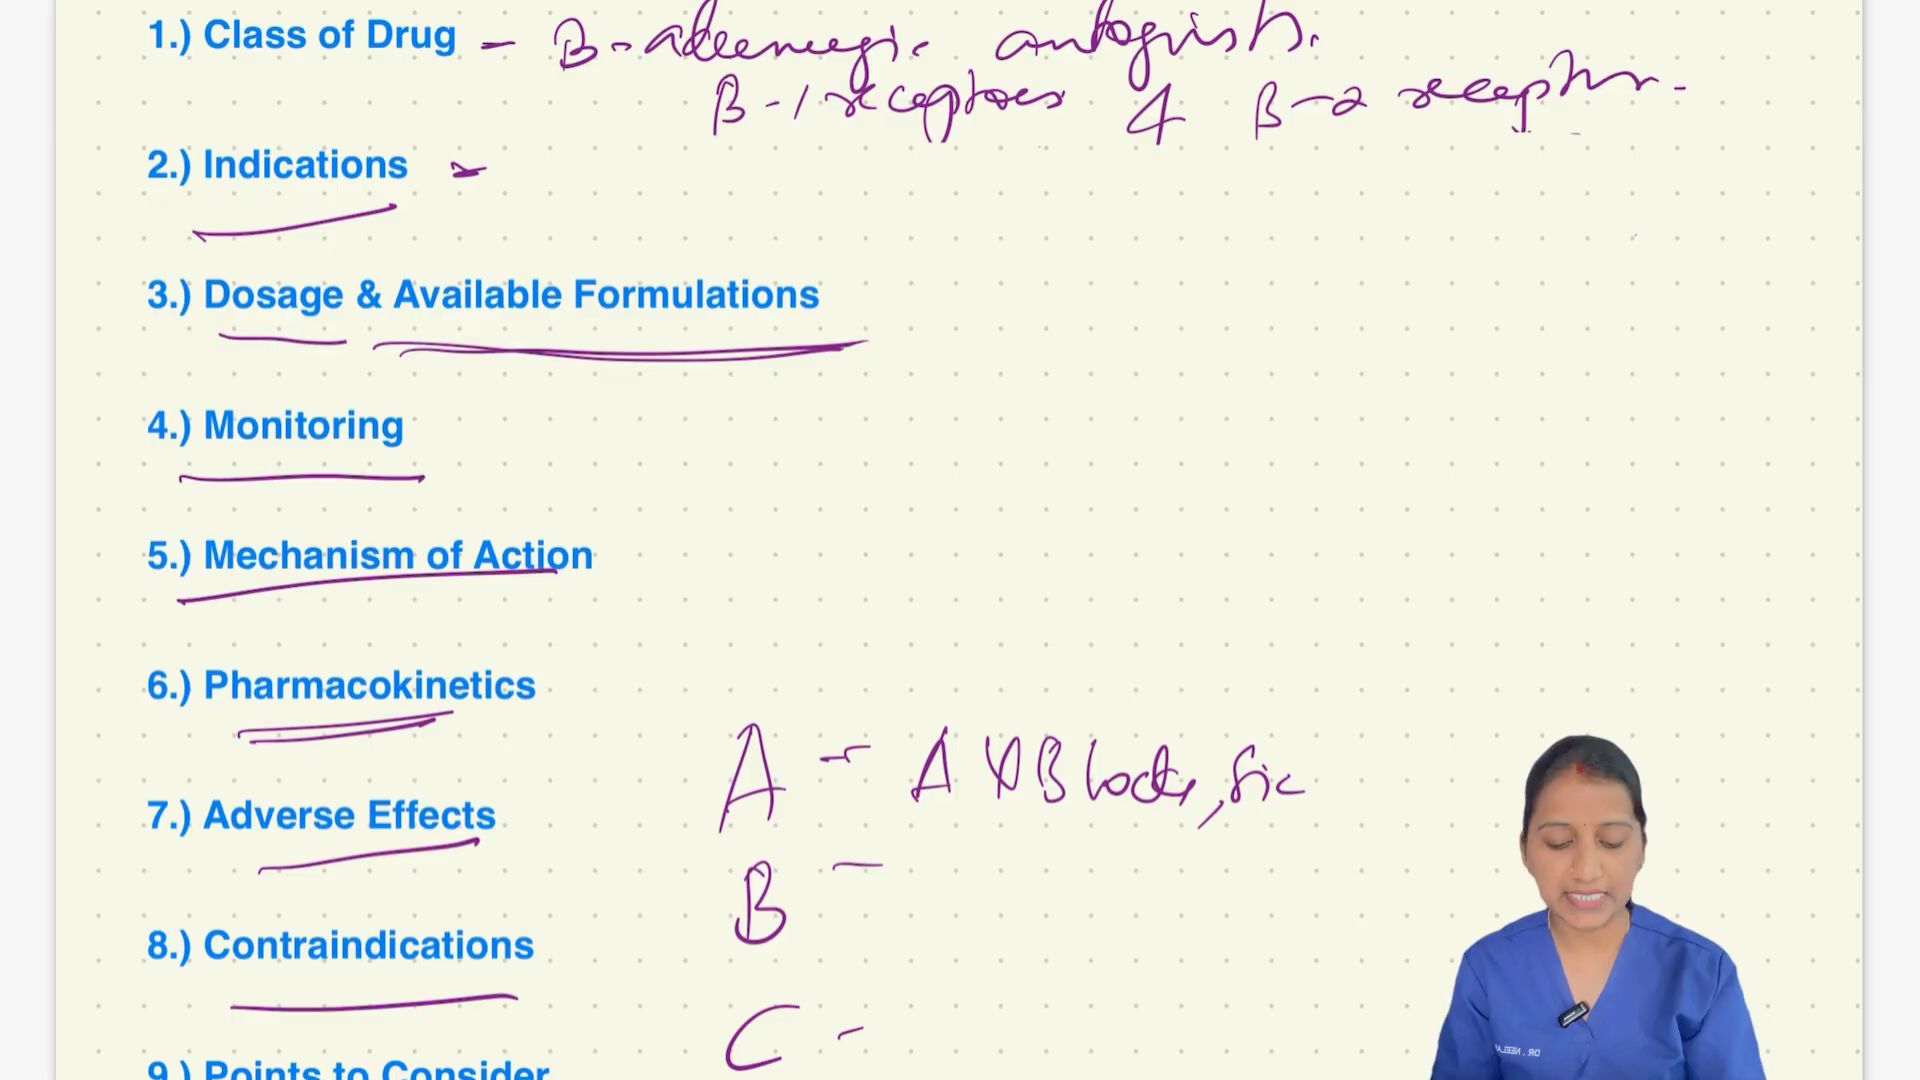 1.) Class of Drug - B-adrenergic antagonists.
β-1 receptors & β-2 receptor.
2.) Indications
3.) Dosage & Available Formulations
4.) Monitoring
5.) Mechanism of Action
6.) Pharmacokinetics
A - AV Block, Sic
7.) Adverse Effects
B -
8.) Contraindications
C -
9.) Points to Consider